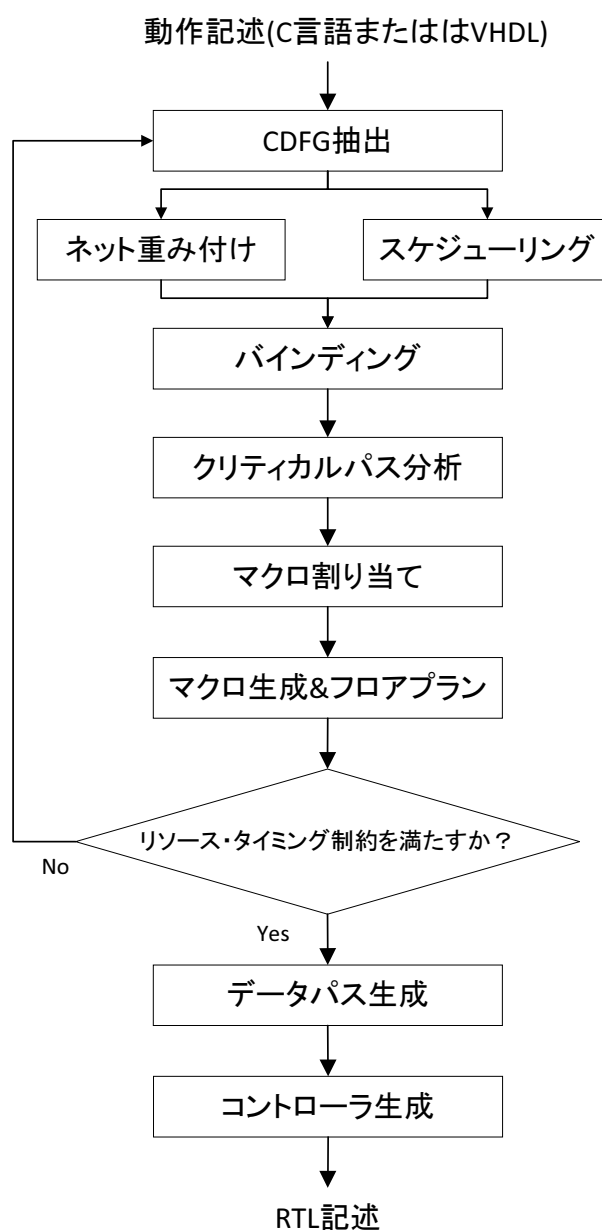 動作記述(C言語またははVHDL)
CDFG抽出
ネット重み付け
スケジューリング
バインディング
クリティカルパス分析
マクロ割り当て
マクロ生成&フロアプラン
リソース・タイミング制約を満たすか？
No
Yes
データパス生成
コントローラ生成
RTL記述